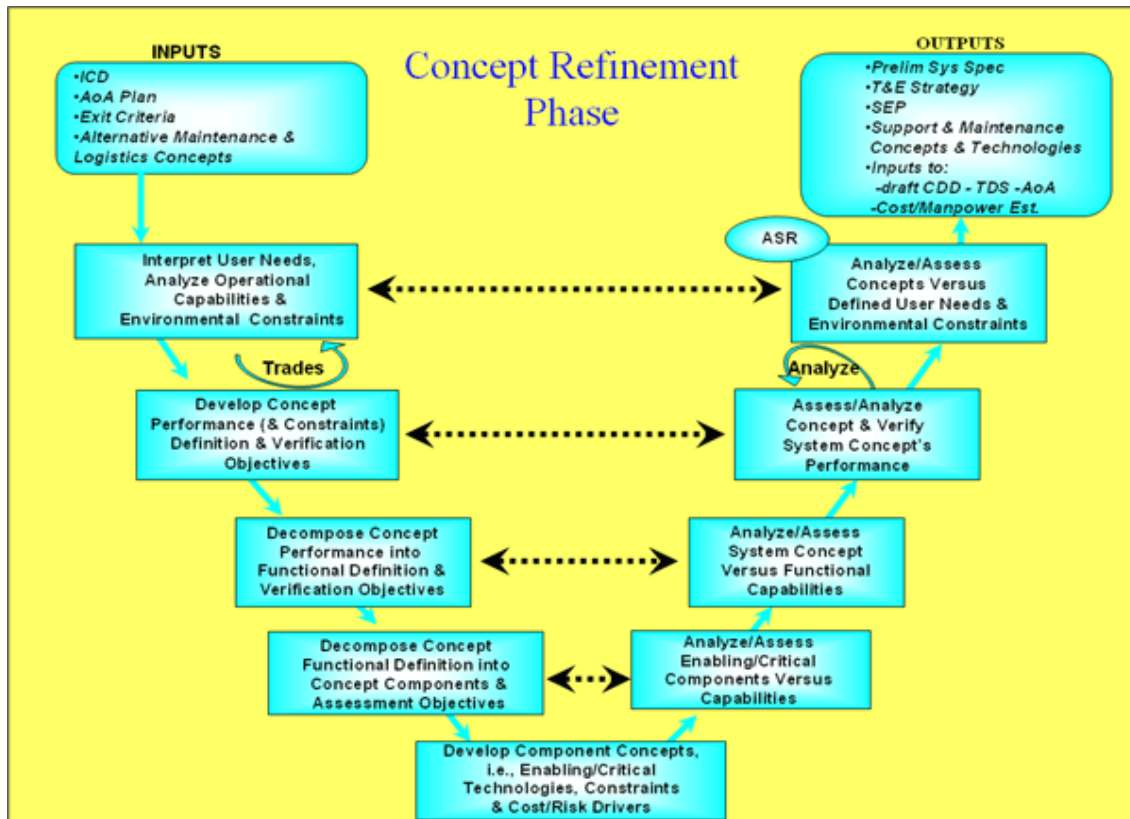 INPUTS
•ICD
•AoA Plan
•Exit Criteria
•Alternative Maintenance &
Logistics Concepts
Concept Refinement
Phase
OUTPUTS
•Prelim Sys Spec
•T&E Strategy
•SEP
•Support & Maintenance
Concepts & Technologies
•Inputs to:
-draft CDD - TDS -AoA
-Cost/Manpower Est.
ASR
Interpret User Needs,
Analyze Operational
Capabilities &
Environmental Constraints
Analyze/Assess
Concepts Versus
Defined User Needs &
Environmental Constraints
Trades
Analyze
Develop Concept
Performance (& Constraints)
Definition & Verification
Objectives
Assess/Analyze
Concept & Verify
System Concept's
Performance
Decompose Concept
Performance into
Functional Definition &
Verification Objectives
Analyze/Assess
System Concept
Versus Functional
Capabilities
Decompose Concept
Functional Definition into
Concept Components &
Assessment Objectives
Analyze/Assess
Enabling/Critical
Components Versus
Capabilities
Develop Component Concepts,
i.e., Enabling/Critical
Technologies, Constraints
& Cost/Risk Drivers